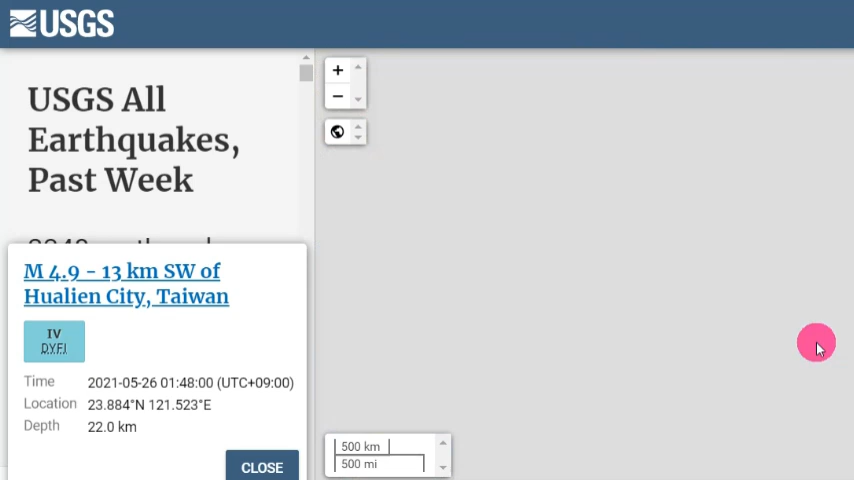 USGS
USGS All
Earthquakes,
Past Week
M 4.9 - 13 km SW of
Hualien City, Taiwan
IV
DYFI
Time 2021-05-26 01:48:00 (UTC+09:00)
Location 23.884°N 121.523°E
Depth 22.0 km
CLOSE
+
−
500 km
500 mi